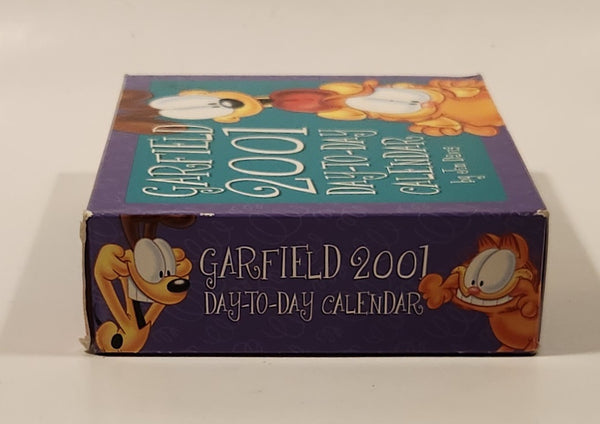 GARFIELD
2001
DAY-TO-DAY
CALENDAR
by Jim Davis
GARFIELD 2001
DAY-TO-DAY CALENDAR